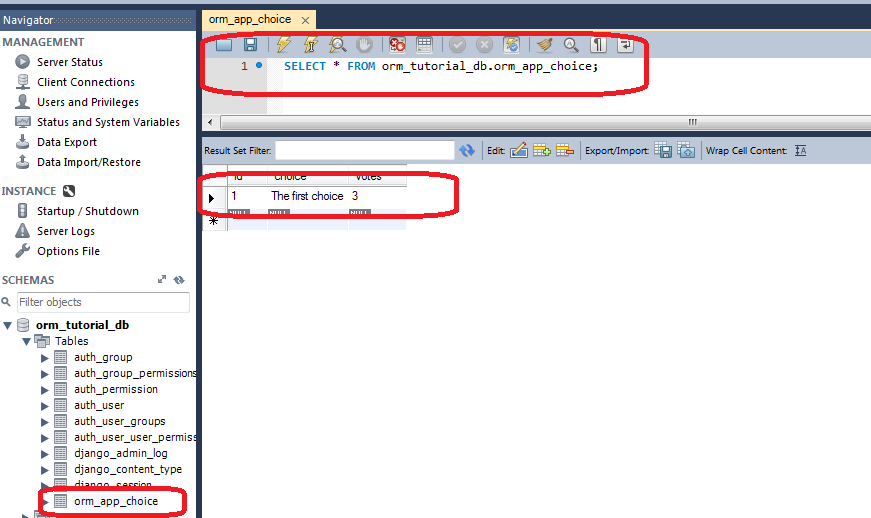 Navigator
MANAGEMENT
Server Status
Client Connections
Users and Privileges
Status and System Variables
Data Export
Data Import/Restore
INSTANCE
Startup / Shutdown
Server Logs
Options File
SCHEMAS
Filter objects
orm_tutorial_db
Tables
auth_group
auth_group_permissions
auth_permission
auth_user
auth_user_groups
auth_user_user_permiss
django_admin_log
django_content_type
django_session
orm_app_choice
orm_app_choice
1 SELECT * FROM orm_tutorial_db.orm_app_choice;
Result Set Filter: Edit: Export/Import: Wrap Cell Content:
id choice votes
1 The first choice 3
NULL NULL NULL